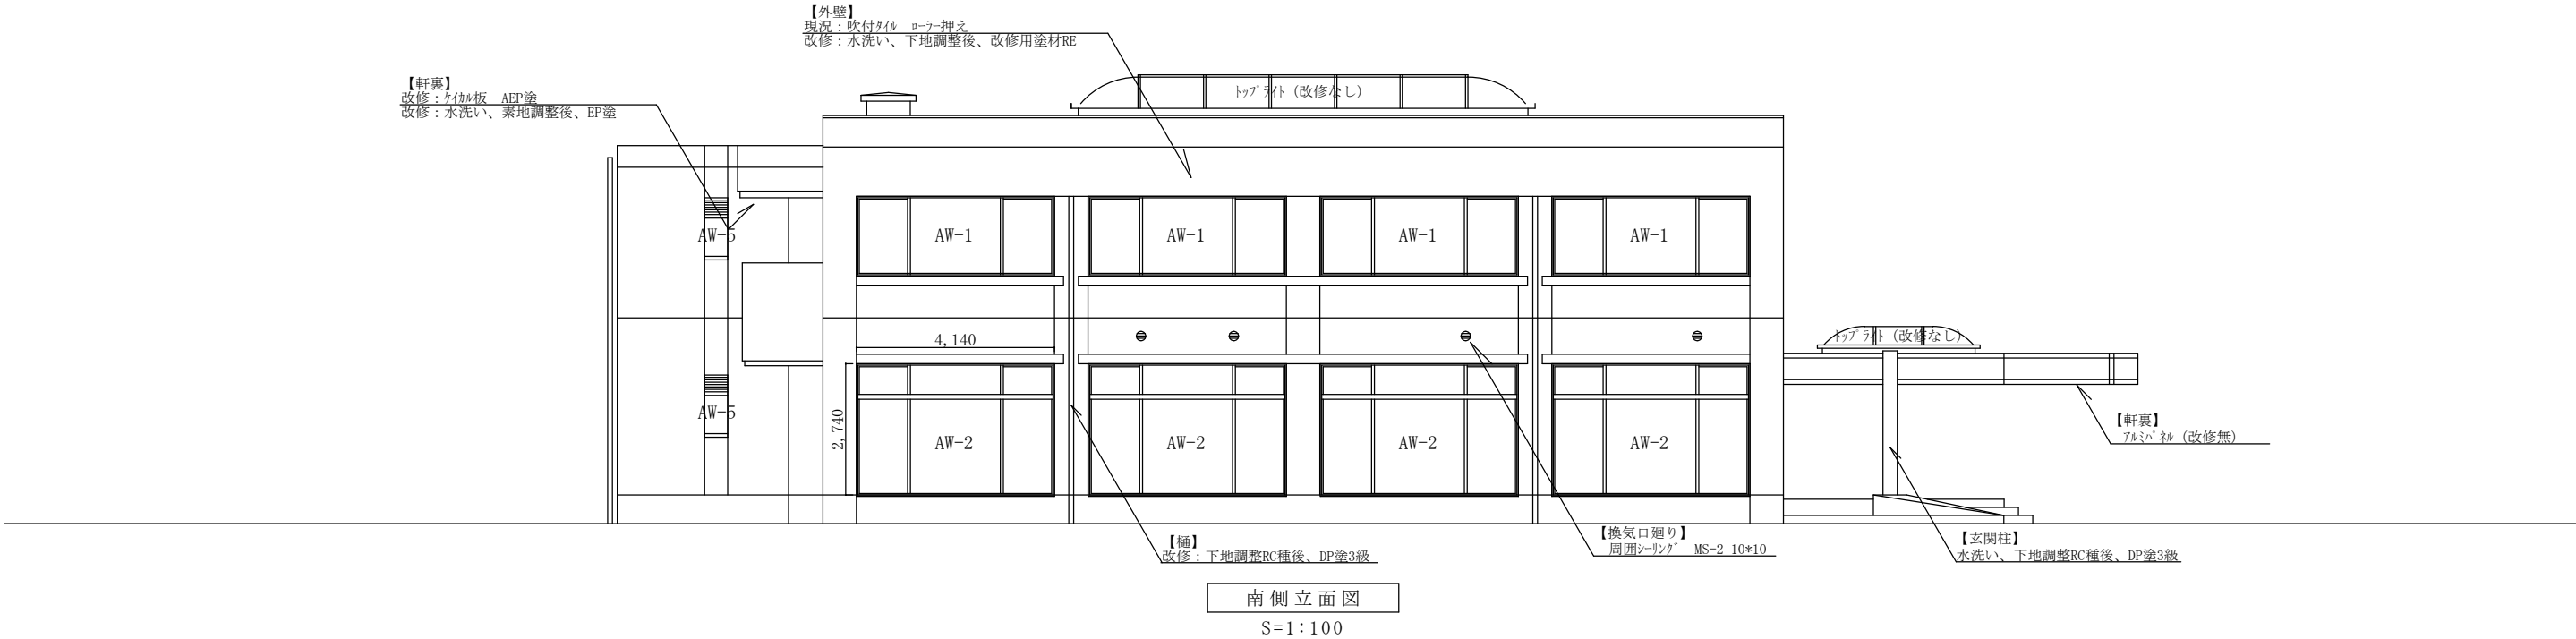 【外壁】
現況：吹付ﾀｲﾙ　ﾛｰﾗｰ押え
改修：水洗い、下地調整後、改修用塗材RE
【軒裏】
改修：ｹｲｶﾙ板　AEP塗
改修：水洗い、素地調整後、EP塗
ﾄｯﾌﾟﾗｲﾄ（改修なし）
AW-5
AW-1
AW-1
AW-1
AW-1
4,140
ﾄｯﾌﾟﾗｲﾄ（改修なし）
AW-5
2,740
AW-2
AW-2
AW-2
AW-2
【軒裏】
ｱﾙﾐﾊﾟﾈﾙ（改修無）
【樋】
改修：下地調整RC種後、DP塗3級
【換気口廻り】
周囲ｼｰﾘﾝｸﾞ　MS-2 10*10
【玄関柱】
水洗い、下地調整RC種後、DP塗3級
南側立面図
S=1:100